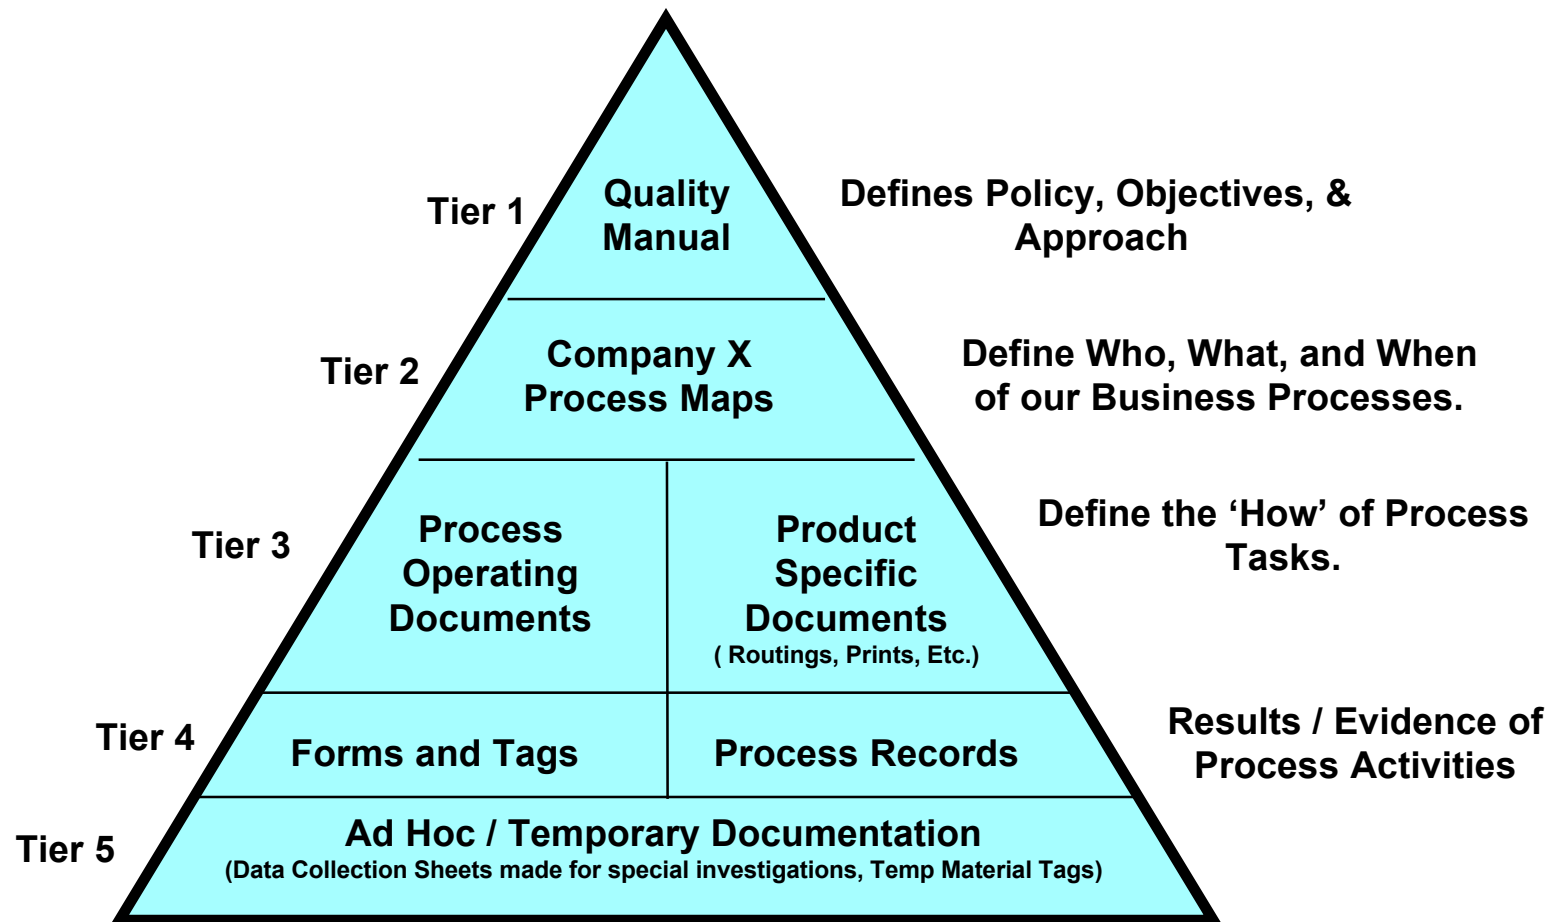 Tier 1
Quality
Manual
Defines Policy, Objectives, &
Approach
Tier 2
Company X
Process Maps
Define Who, What, and When
of our Business Processes.
Tier 3
Process
Operating
Documents
Product
Specific
Documents
( Routings, Prints, Etc.)
Define the ‘How’ of Process
Tasks.
Tier 4
Forms and Tags
Process Records
Results / Evidence of
Process Activities
Tier 5
Ad Hoc / Temporary Documentation
(Data Collection Sheets made for special investigations, Temp Material Tags)